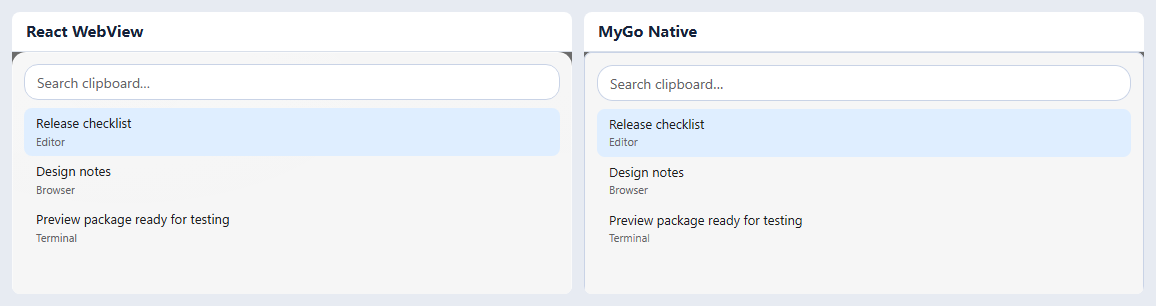 React WebView
Search clipboard...
Release checklist
Editor
Design notes
Browser
Preview package ready for testing
Terminal
MyGo Native
Search clipboard...
Release checklist
Editor
Design notes
Browser
Preview package ready for testing
Terminal